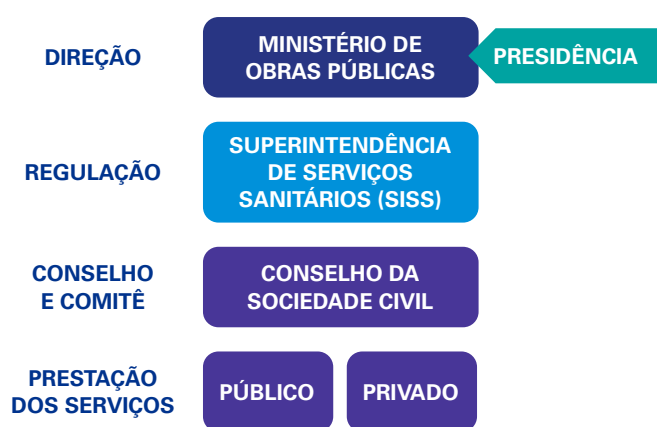 DIREÇÃO
MINISTÉRIO DE
OBRAS PÚBLICAS
PRESIDÊNCIA
REGULAÇÃO
SUPERINTENDÊNCIA
DE SERVIÇOS
SANITÁRIOS (SISS)
CONSELHO
E COMITÊ
CONSELHO DA
SOCIEDADE CIVIL
PRESTAÇÃO
DOS SERVIÇOS
PÚBLICO
PRIVADO